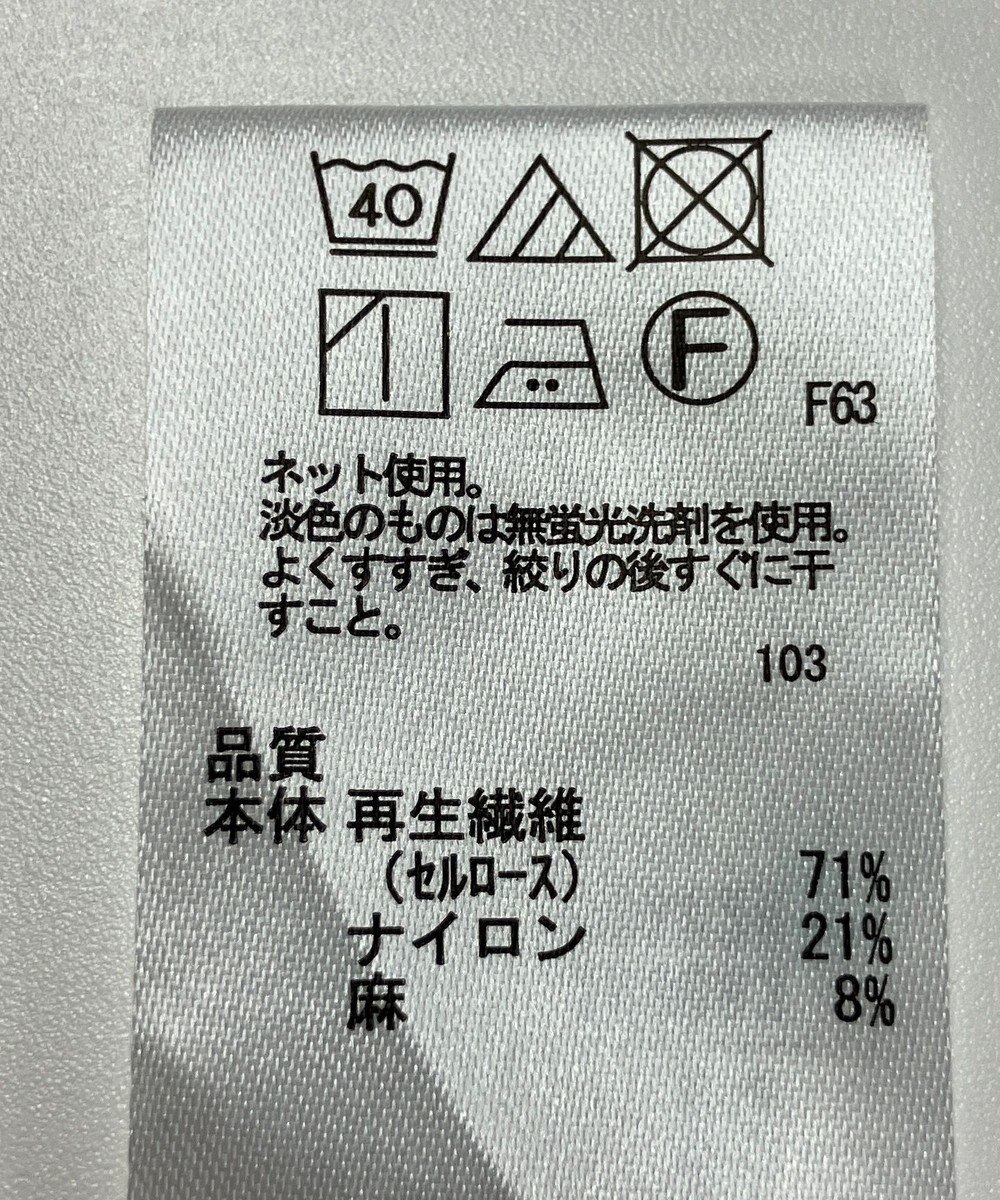 40
F
F63
ネット使用。
淡色のものは無蛍光洗剤を使用。
よくすすぎ、絞りの後すぐに干
すこと。
103
品質
本体 再生繊維
(セルロース) 71%
ナイロン 21%
麻 8%